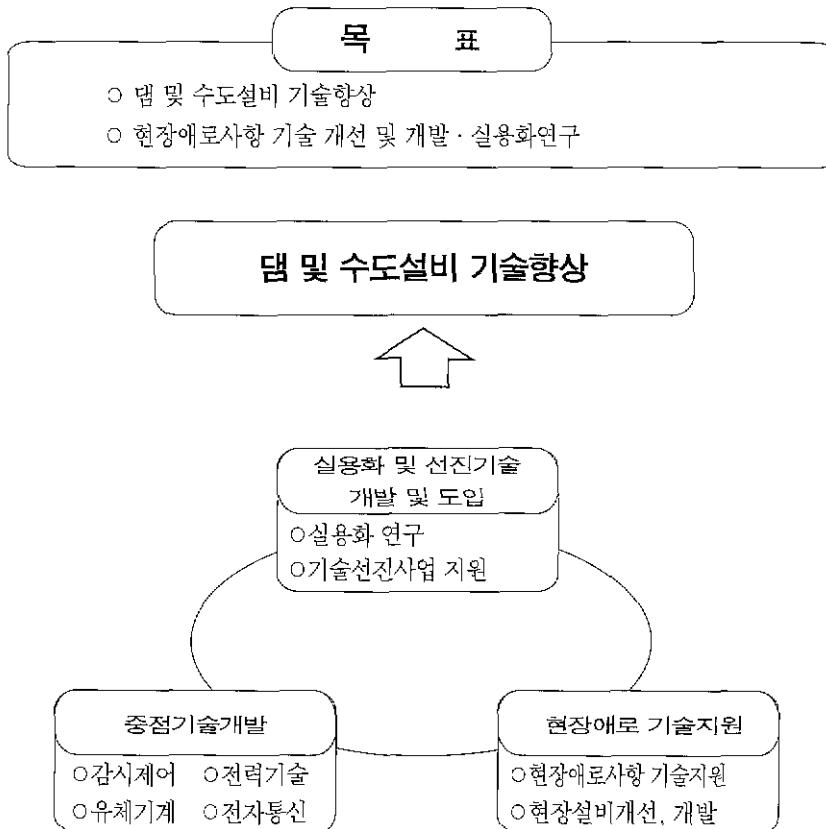 목 표
○ 댐 및 수도설비 기술향상
○ 현장애로사항 기술 개선 및 개발 · 실용화연구
댐 및 수도설비 기술향상
실용화 및 선진기술
개발 및 도입
○실용화 연구
○기술선진사업 지원
중점기술개발
○감시제어 ○전력기술
○유체기계 ○전자통신
현장애로 기술지원
○현장애로사항 기술지원
○현장설비개선, 개발